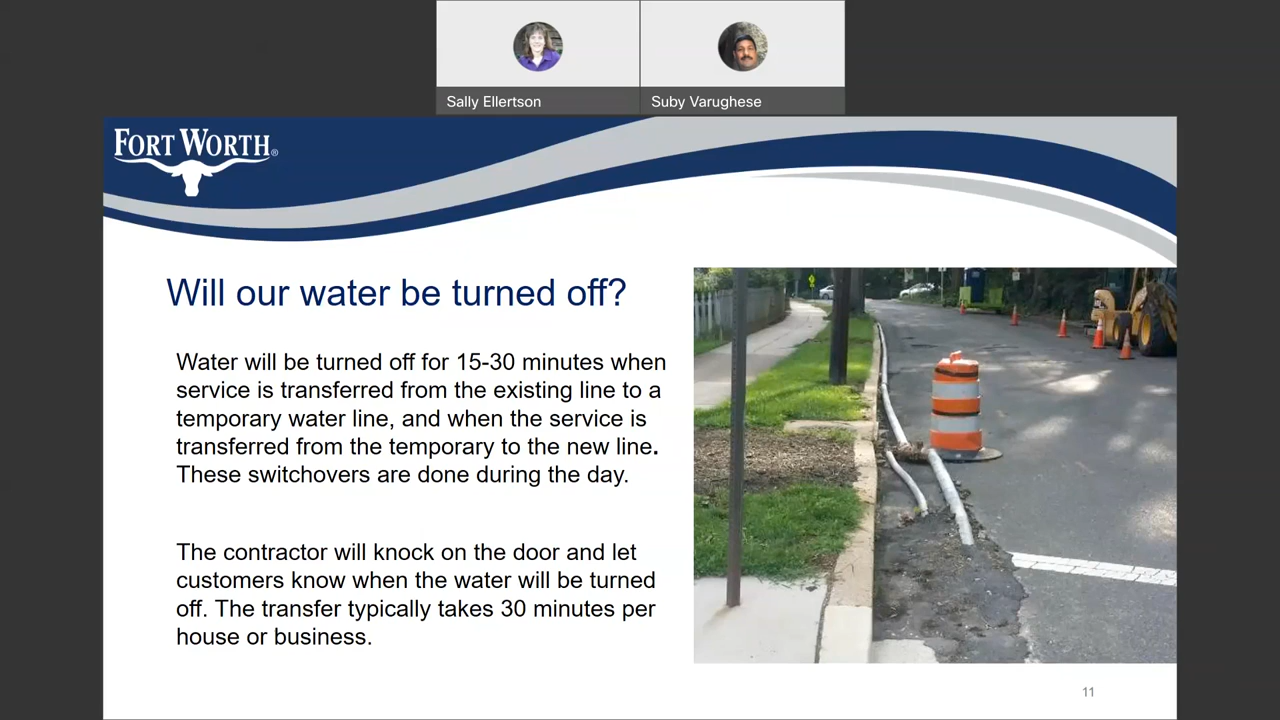 Sally Ellertson
Suby Varughese
FORT WORTH®
Will our water be turned off?
Water will be turned off for 15-30 minutes when
service is transferred from the existing line to a
temporary water line, and when the service is
transferred from the temporary to the new line.
These switchovers are done during the day.
The contractor will knock on the door and let
customers know when the water will be turned
off. The transfer typically takes 30 minutes per
house or business.
11